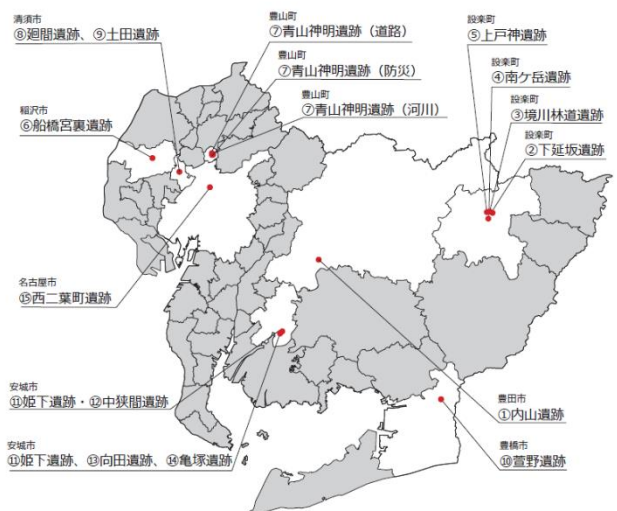 清須市
⑧廻間遺跡、⑨土田遺跡
稲沢市
⑥船橋宮裏遺跡
豊山町
⑦青山神明遺跡（道路）
豊山町
⑦青山神明遺跡（防災）
豊山町
⑦青山神明遺跡（河川）
設楽町
⑤上戸神遺跡
設楽町
④南ケ岳遺跡
設楽町
③境川林道遺跡
設楽町
②下延坂遺跡
名古屋市
⑮西二葉町遺跡
安城市
⑪姫下遺跡・⑫中狭間遺跡
安城市
⑪姫下遺跡、⑬向田遺跡、⑭亀塚遺跡
豊田市
①内山遺跡
豊橋市
⑩萱野遺跡